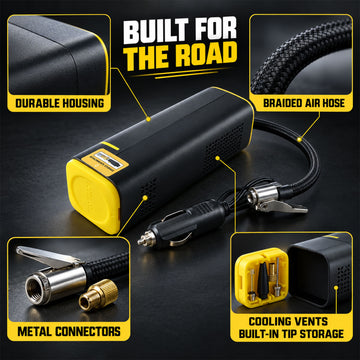 BUILT FOR
THE ROAD
DURABLE HOUSING
BRAIDED AIR HOSE
METAL CONNECTORS
COOLING VENTS
BUILT-IN TIP STORAGE